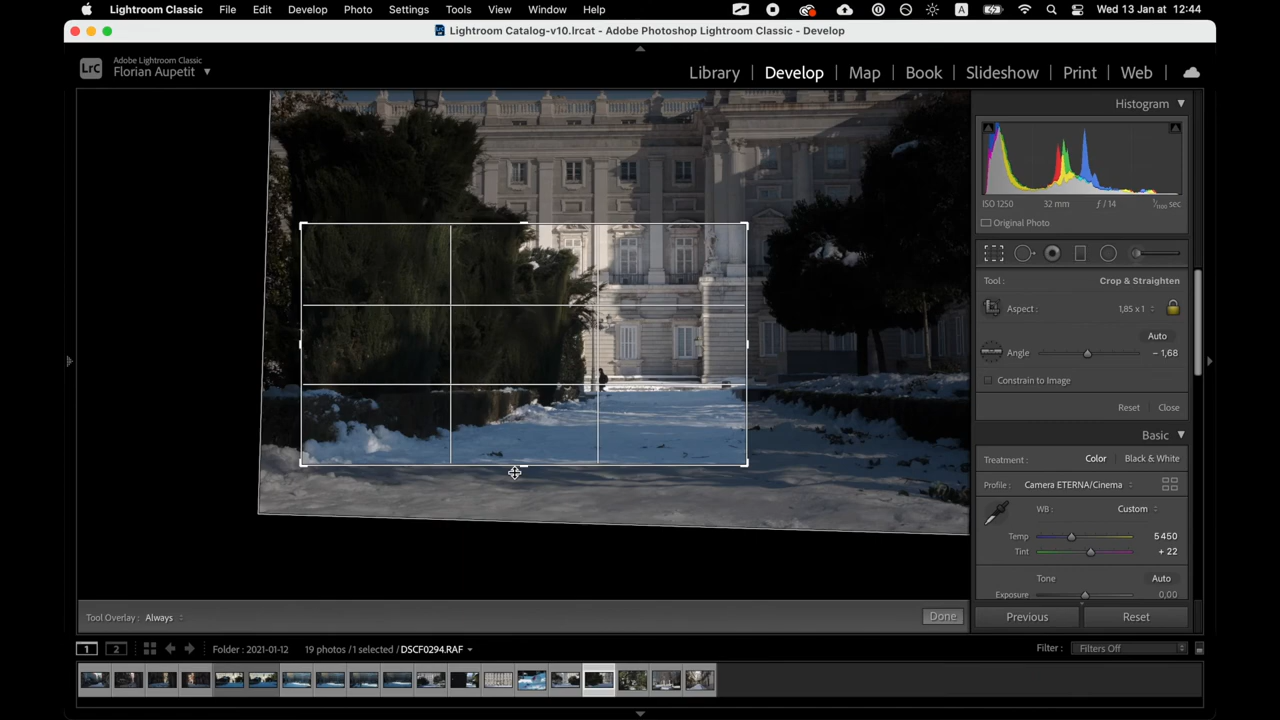 Lightroom Classic File Edit Develop Photo Settings Tools View Window Help A Wed 13 Jan at 12:44
Lightroom Catalog-v10.lrcat - Adobe Photoshop Lightroom Classic - Develop
LrC Adobe Lightroom Classic
Florian Aupetit
Library Develop Map Book Slideshow Print Web
Histogram
ISO 1250 32 mm ƒ / 14 1/100 sec
Original Photo
Tool : Crop & Straighten
Aspect : 1,85 x 1
Auto
Angle – 1,68
Constrain to Image
Reset Close
Basic
Treatment : Color Black & White
Profile : Camera ETERNA/Cinema
WB : Custom
Temp 5 450
Tint + 22
Tone Auto
Exposure 0,00
Tool Overlay : Always Done
Previous Reset
1 2 Folder : 2021-01-12 19 photos / 1 selected / DSCF0294.RAF Filter : Filters Off